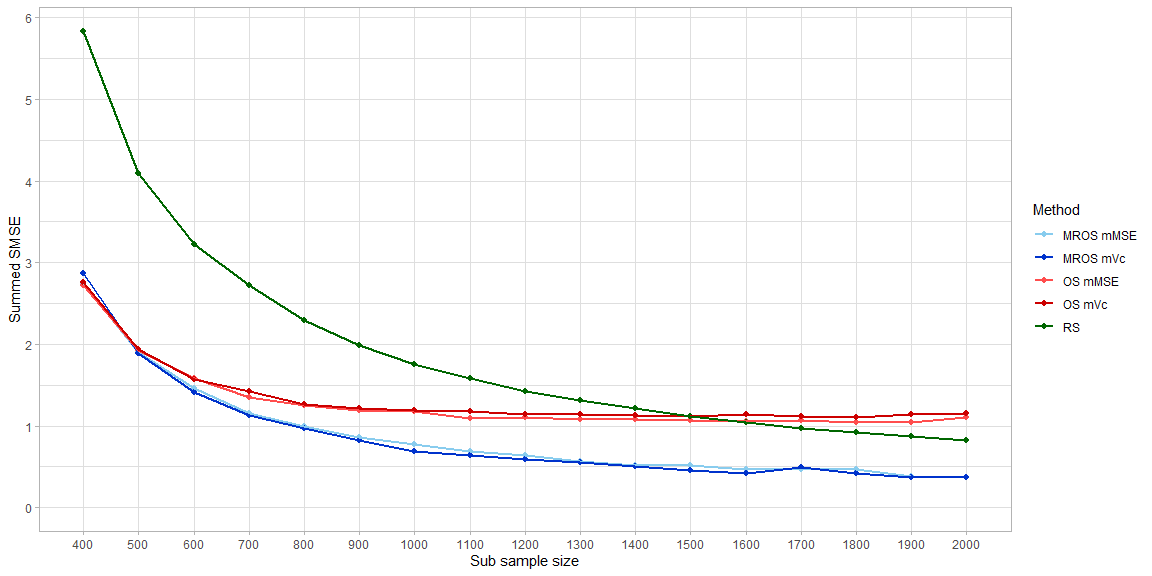 6
5
4
3
2
1
0
Summed SMSE
400 500 600 700 800 900 1000 1100 1200 1300 1400 1500 1600 1700 1800 1900 2000
Sub sample size
Method
MROS mMSE
MROS mVc
OS mMSE
OS mVc
RS